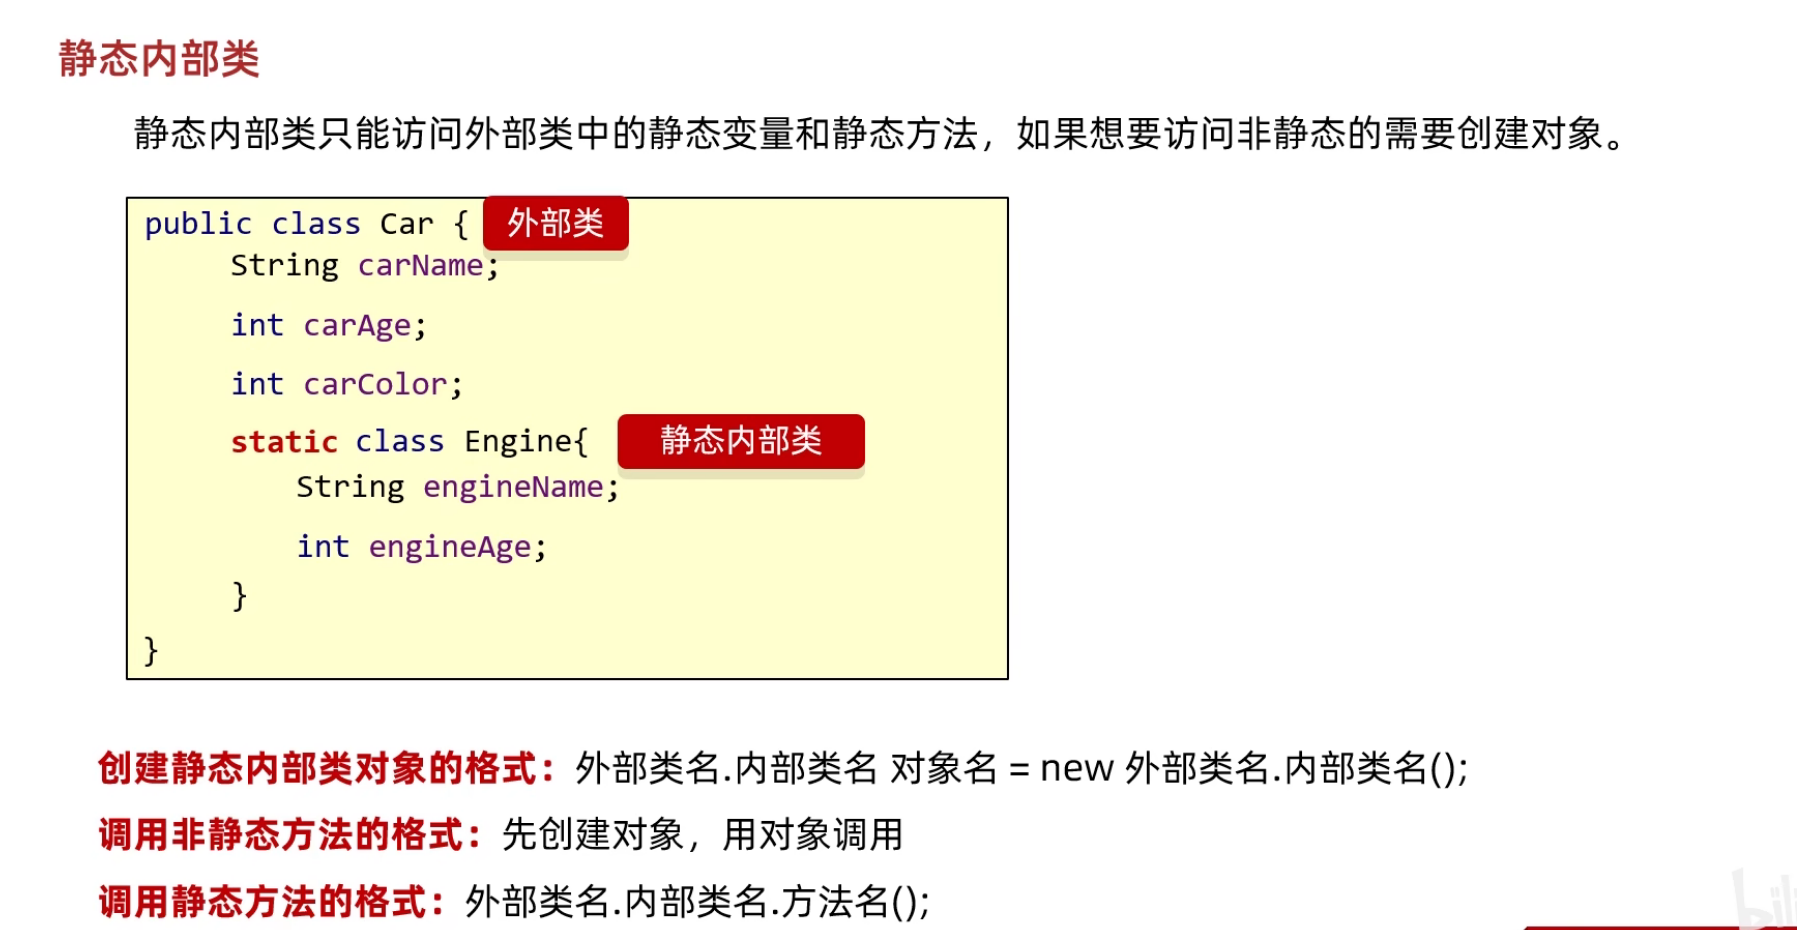 静态内部类
静态内部类只能访问外部类中的静态变量和静态方法，如果想要访问非静态的需要创建对象。
public class Car { 外部类
String carName;
int carAge;
int carColor;
static class Engine{ 静态内部类
String engineName;
int engineAge;
}
}
创建静态内部类对象的格式：外部类名.内部类名 对象名 = new 外部类名.内部类名();
调用非静态方法的格式：先创建对象，用对象调用
调用静态方法的格式：外部类名.内部类名.方法名();